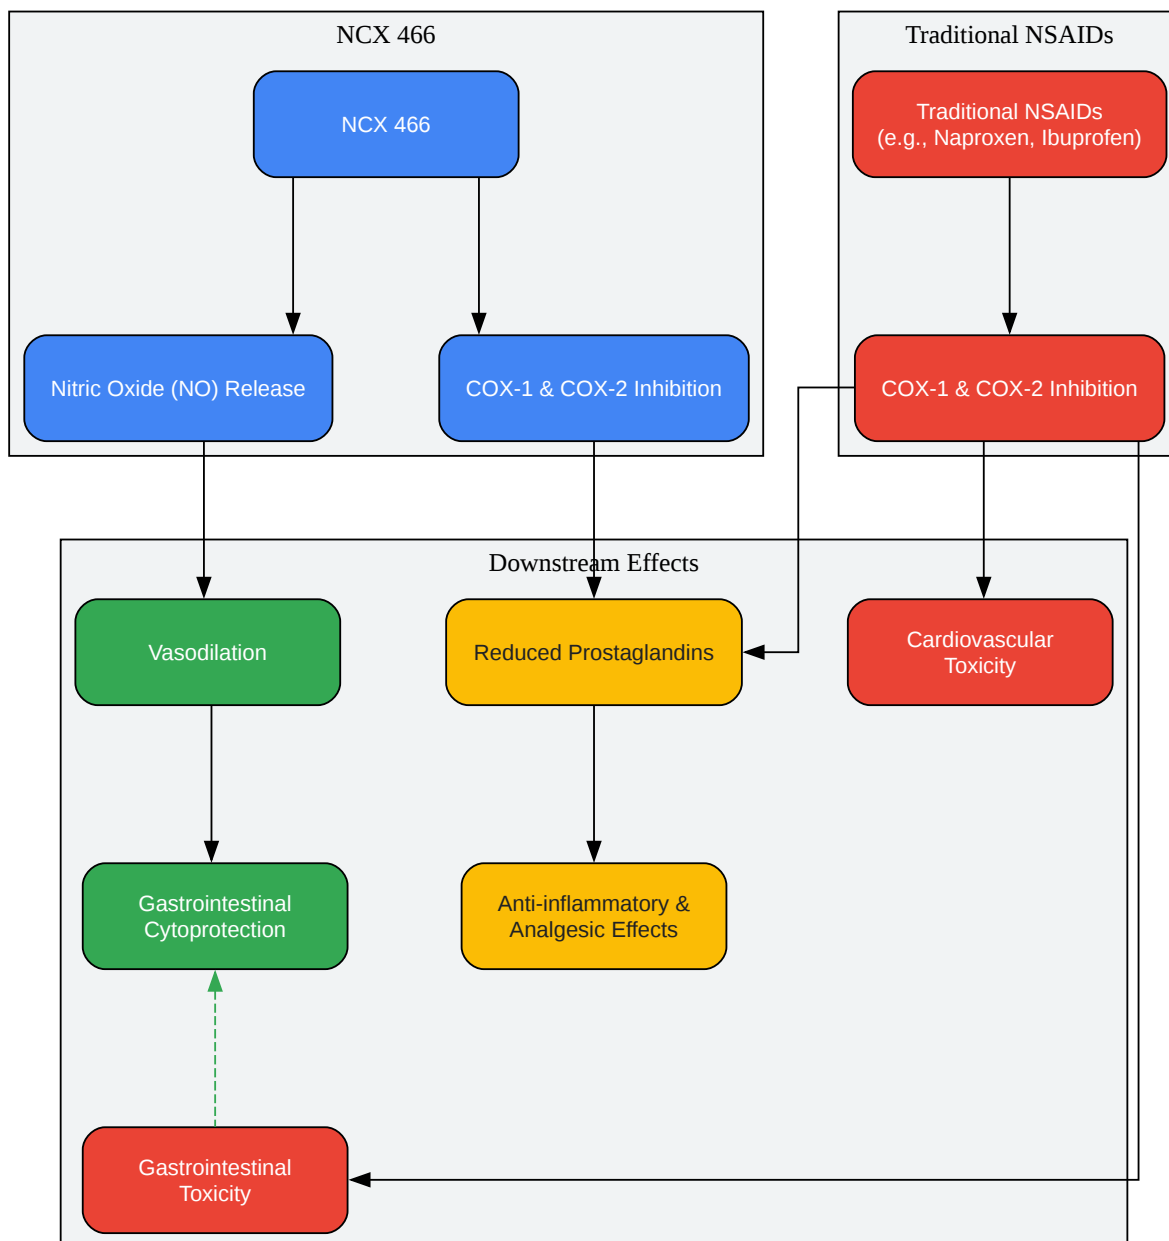 NCX 466
Traditional NSAIDs
NCX 466
Traditional NSAIDs
(e.g., Naproxen, Ibuprofen)
Nitric Oxide (NO) Release
COX-1 & COX-2 Inhibition
COX-1 & COX-2 Inhibition
Downstream Effects
Vasodilation
Reduced Prostaglandins
Cardiovascular
Toxicity
Gastrointestinal
Cytoprotection
Anti-inflammatory &
Analgesic Effects
Gastrointestinal
Toxicity